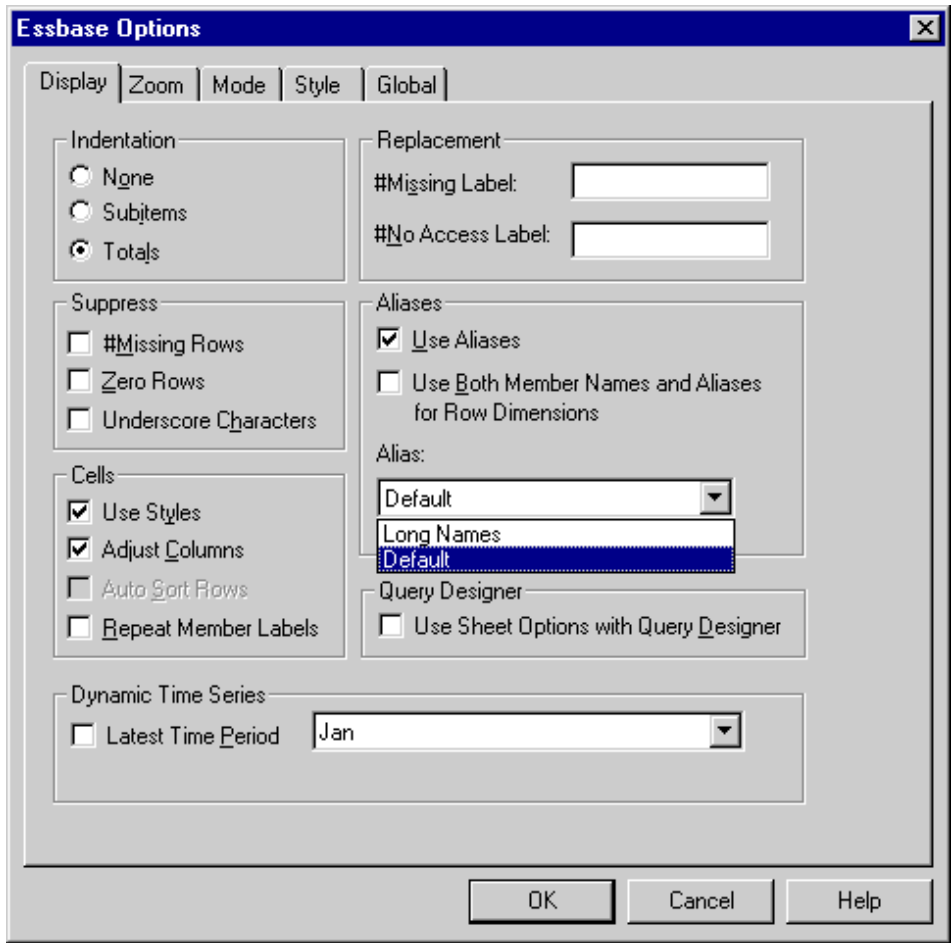 Essbase Options
Display Zoom Mode Style Global
Indentation
None
Subitems
Totals
Replacement
#Missing Label:
#No Access Label:
Suppress
#Missing Rows
Zero Rows
Underscore Characters
Aliases
Use Aliases
Use Both Member Names and Aliases
for Row Dimensions
Alias:
Default
Long Names
Default
Cells
Use Styles
Adjust Columns
Auto Sort Rows
Repeat Member Labels
Query Designer
Use Sheet Options with Query Designer
Dynamic Time Series
Latest Time Period Jan
OK Cancel Help